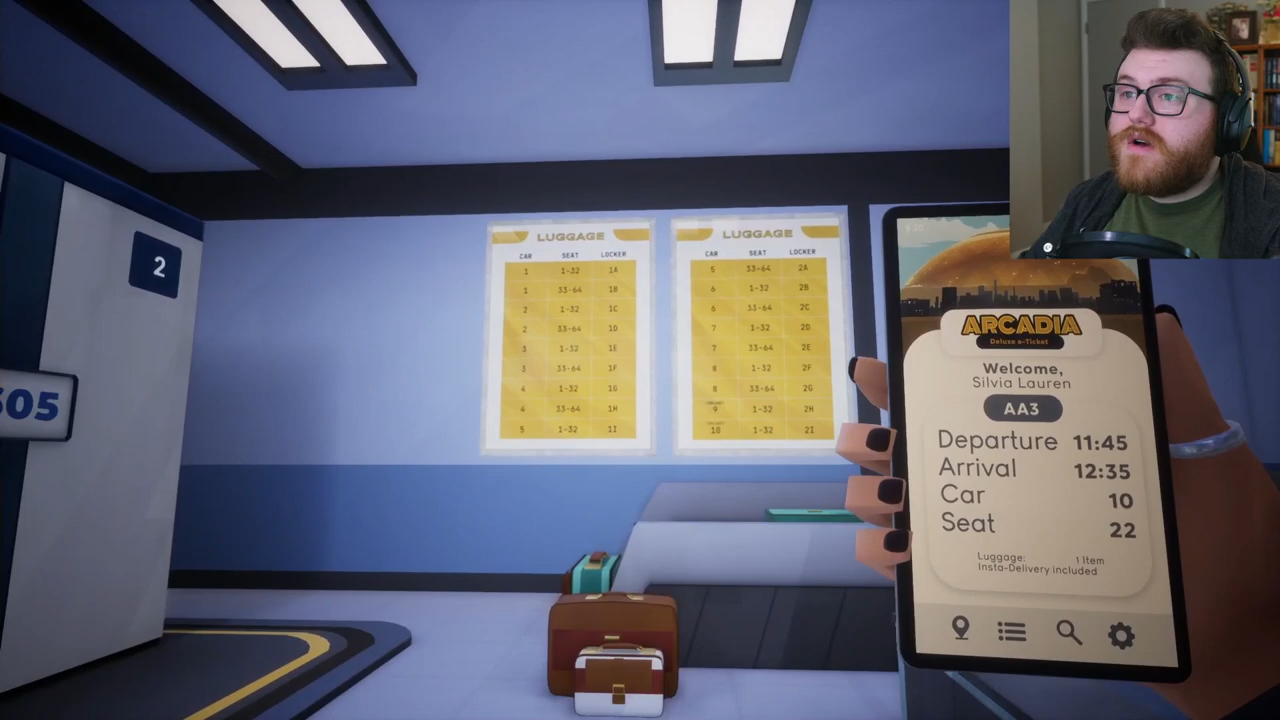 2
505
LUGGAGE
CAR SEAT LOCKER
1 1-32 1A
1 33-64 1B
2 1-32 1C
2 33-64 1D
3 1-32 1E
3 33-64 1F
4 1-32 1G
4 33-64 1H
5 1-32 1I
LUGGAGE
CAR SEAT LOCKER
5 33-64 2A
6 1-32 2B
6 33-64 2C
7 1-32 2D
7 33-64 2E
8 1-32 2F
8 33-64 2G
9 1-32 2H
10 1-32 2I
ARCADIA
Deluxe e-Ticket
Welcome,
Silvia Lauren
AA3
Departure 11:45
Arrival 12:35
Car 10
Seat 22
Luggage: 1 Item
Insta-Delivery included